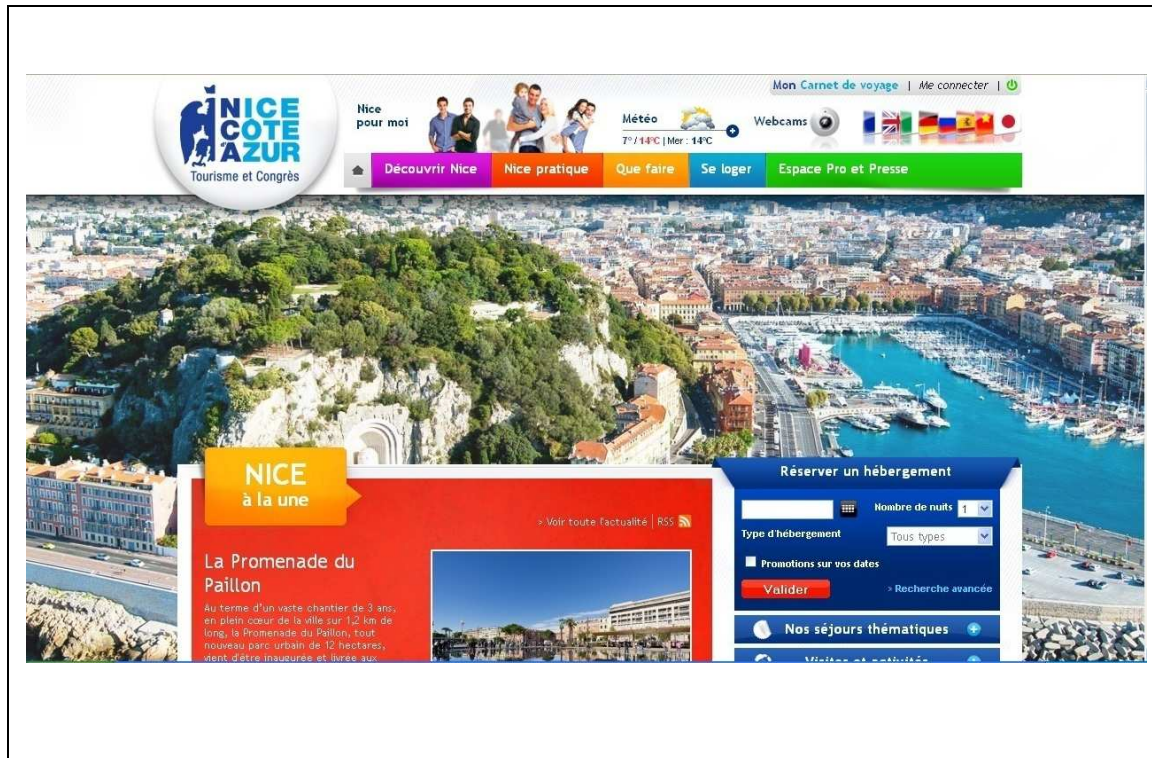 Mon Carnet de voyage | Me connecter |
NICE
CÔTE
D'AZUR
Tourisme et Congrès
Nice
pour moi
Météo
7° / 14°C | Mer : 14°C
Webcams
Découvrir Nice
Nice pratique
Que faire
Se loger
Espace Pro et Presse
NICE
à la une
> Voir toute l'actualité | RSS
La Promenade du
Paillon
Au terme d'un vaste chantier de 3 ans,
en plein cœur de la ville sur 1,2 km de
long, la Promenade du Paillon, tout
nouveau parc urbain de 12 hectares,
vient d'être inaugurée et livrée aux
Réserver un hébergement
Nombre de nuits 1
Type d'hébergement Tous types
Promotions sur vos dates
Valider
> Recherche avancée
Nos séjours thématiques
Visites et activités